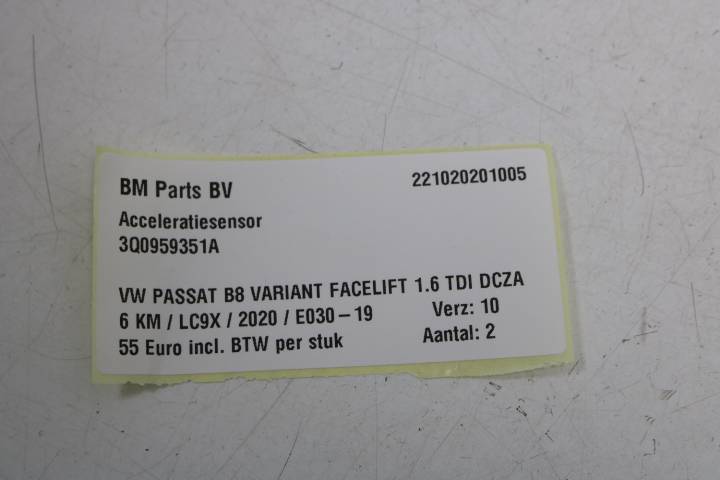 BM Parts BV 221020201005
Acceleratiesensor
3Q0959351A
VW PASSAT B8 VARIANT FACELIFT 1.6 TDI DCZA
6 KM / LC9X / 2020 / E030-19 Verz: 10
55 Euro incl. BTW per stuk Aantal: 2